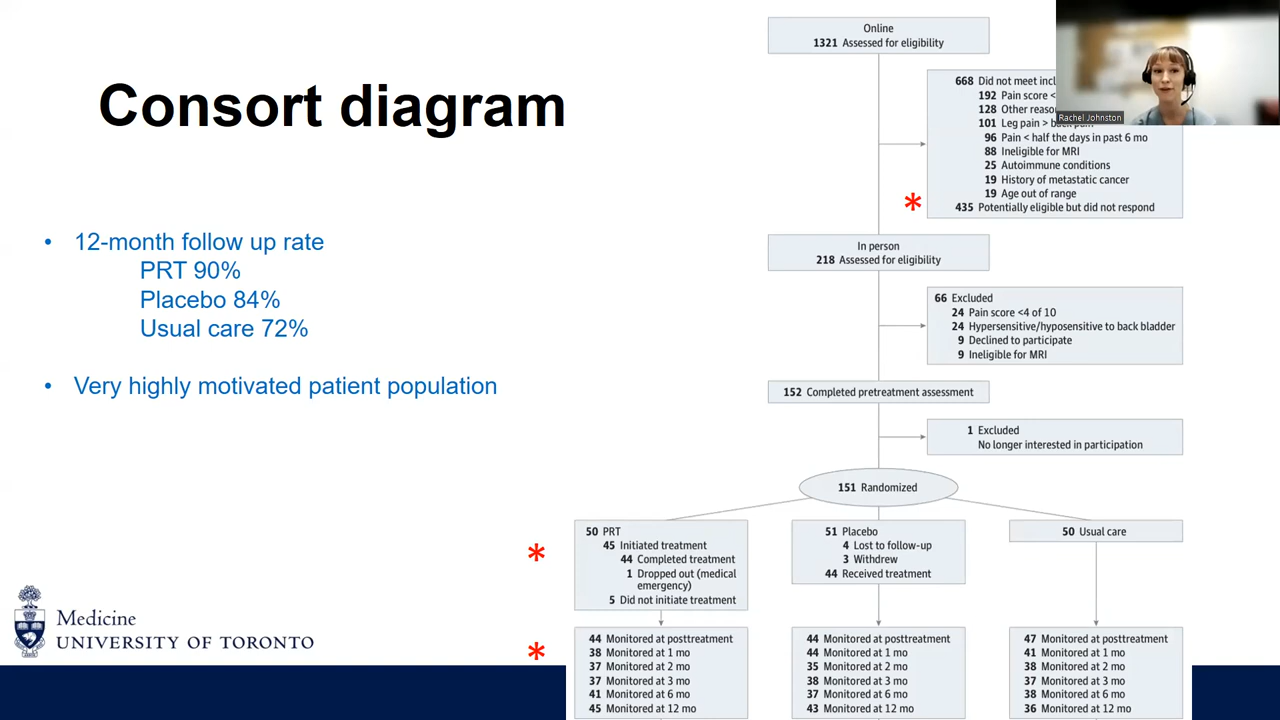 Consort diagram
• 12-month follow up rate
PRT 90%
Placebo 84%
Usual care 72%
• Very highly motivated patient population
Medicine
UNIVERSITY OF TORONTO
Online
1321 Assessed for eligibility
668 Did not meet
192 Pain score <
128 Other
101 Leg pain >
96 Pain < half the days in past 6 mo
88 Ineligible for MRI
25 Autoimmune conditions
19 History of metastatic cancer
19 Age out of range
* 435 Potentially eligible but did not respond
Rachel Johnston
In person
218 Assessed for eligibility
66 Excluded
24 Pain score <4 of 10
24 Hypersensitive/hyposensitive to back bladder
9 Declined to participate
9 Ineligible for MRI
152 Completed pretreatment assessment
1 Excluded
No longer interested in participation
151 Randomized
*
50 PRT
45 Initiated treatment
44 Completed treatment
1 Dropped out (medical
emergency)
5 Did not initiate treatment
51 Placebo
4 Lost to follow-up
3 Withdrew
44 Received treatment
50 Usual care
*
44 Monitored at posttreatment
38 Monitored at 1 mo
37 Monitored at 2 mo
37 Monitored at 3 mo
41 Monitored at 6 mo
45 Monitored at 12 mo
44 Monitored at posttreatment
44 Monitored at 1 mo
35 Monitored at 2 mo
38 Monitored at 3 mo
37 Monitored at 6 mo
43 Monitored at 12 mo
47 Monitored at posttreatment
41 Monitored at 1 mo
38 Monitored at 2 mo
37 Monitored at 3 mo
38 Monitored at 6 mo
36 Monitored at 12 mo